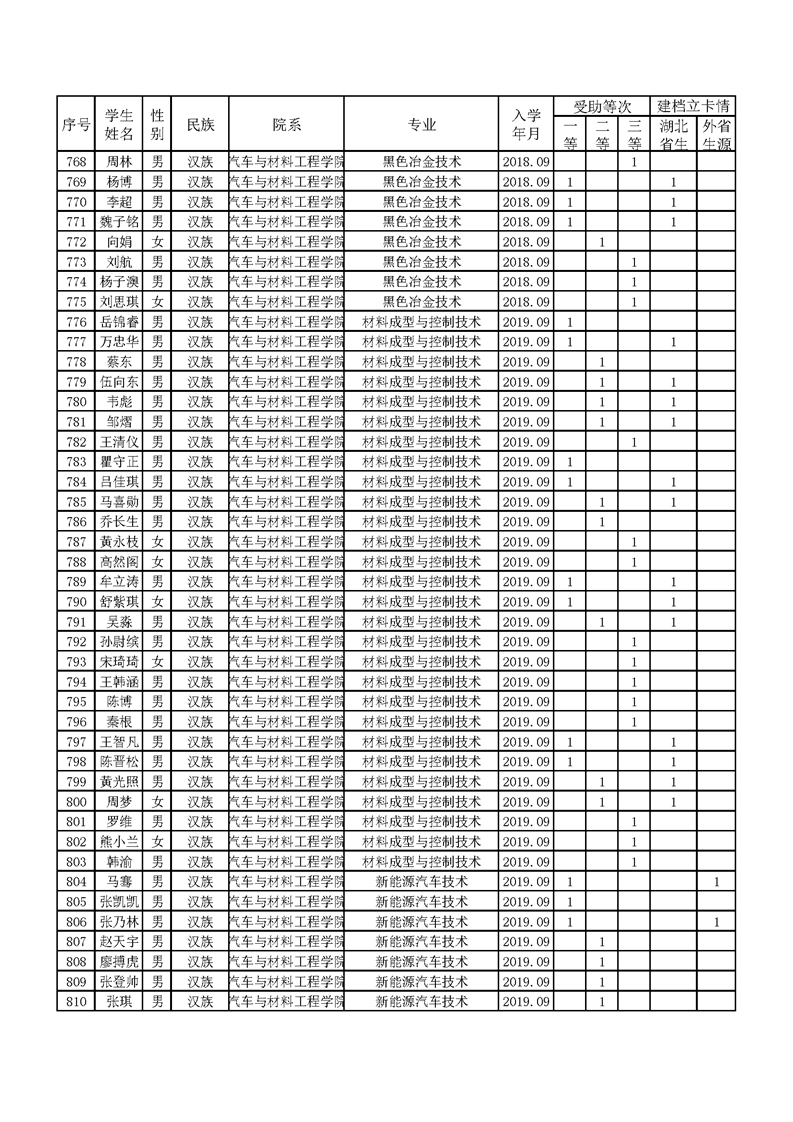 序号 学生姓名 性别 民族 院系 专业 入学年月 受助等次 建档立卡情
一等 二等 三等 湖北省生 外省生源
768 周林 男 汉族 汽车与材料工程学院 黑色冶金技术 2018.09 1
769 杨博 男 汉族 汽车与材料工程学院 黑色冶金技术 2018.09 1 1
770 李超 男 汉族 汽车与材料工程学院 黑色冶金技术 2018.09 1 1
771 魏子铭 男 汉族 汽车与材料工程学院 黑色冶金技术 2018.09 1 1
772 向娟 女 汉族 汽车与材料工程学院 黑色冶金技术 2018.09 1
773 刘航 男 汉族 汽车与材料工程学院 黑色冶金技术 2018.09 1
774 杨子澳 男 汉族 汽车与材料工程学院 黑色冶金技术 2018.09 1
775 刘思琪 女 汉族 汽车与材料工程学院 黑色冶金技术 2018.09 1
776 岳锦睿 男 汉族 汽车与材料工程学院 材料成型与控制技术 2019.09 1
777 万忠华 男 汉族 汽车与材料工程学院 材料成型与控制技术 2019.09 1 1
778 蔡东 男 汉族 汽车与材料工程学院 材料成型与控制技术 2019.09 1
779 伍向东 男 汉族 汽车与材料工程学院 材料成型与控制技术 2019.09 1 1
780 韦彪 男 汉族 汽车与材料工程学院 材料成型与控制技术 2019.09 1 1
781 邹熠 男 汉族 汽车与材料工程学院 材料成型与控制技术 2019.09 1 1
782 王清仪 男 汉族 汽车与材料工程学院 材料成型与控制技术 2019.09 1
783 瞿守正 男 汉族 汽车与材料工程学院 材料成型与控制技术 2019.09 1
784 吕佳琪 男 汉族 汽车与材料工程学院 材料成型与控制技术 2019.09 1 1
785 马喜勋 男 汉族 汽车与材料工程学院 材料成型与控制技术 2019.09 1 1
786 乔长生 男 汉族 汽车与材料工程学院 材料成型与控制技术 2019.09 1
787 黄永枝 女 汉族 汽车与材料工程学院 材料成型与控制技术 2019.09 1
788 高然阁 女 汉族 汽车与材料工程学院 材料成型与控制技术 2019.09 1
789 牟立涛 男 汉族 汽车与材料工程学院 材料成型与控制技术 2019.09 1 1
790 舒紫琪 女 汉族 汽车与材料工程学院 材料成型与控制技术 2019.09 1 1
791 吴淼 男 汉族 汽车与材料工程学院 材料成型与控制技术 2019.09 1 1
792 孙尉缤 男 汉族 汽车与材料工程学院 材料成型与控制技术 2019.09 1
793 宋琦琦 女 汉族 汽车与材料工程学院 材料成型与控制技术 2019.09 1
794 王韩涵 男 汉族 汽车与材料工程学院 材料成型与控制技术 2019.09 1
795 陈博 男 汉族 汽车与材料工程学院 材料成型与控制技术 2019.09 1
796 秦根 男 汉族 汽车与材料工程学院 材料成型与控制技术 2019.09 1
797 王智凡 男 汉族 汽车与材料工程学院 材料成型与控制技术 2019.09 1 1
798 陈晋松 男 汉族 汽车与材料工程学院 材料成型与控制技术 2019.09 1 1
799 黄光照 男 汉族 汽车与材料工程学院 材料成型与控制技术 2019.09 1 1
800 周梦 女 汉族 汽车与材料工程学院 材料成型与控制技术 2019.09 1 1
801 罗维 男 汉族 汽车与材料工程学院 材料成型与控制技术 2019.09 1
802 熊小兰 女 汉族 汽车与材料工程学院 材料成型与控制技术 2019.09 1
803 韩渝 男 汉族 汽车与材料工程学院 材料成型与控制技术 2019.09 1
804 马骞 男 汉族 汽车与材料工程学院 新能源汽车技术 2019.09 1 1
805 张凯凯 男 汉族 汽车与材料工程学院 新能源汽车技术 2019.09 1
806 张乃林 男 汉族 汽车与材料工程学院 新能源汽车技术 2019.09 1 1
807 赵天宇 男 汉族 汽车与材料工程学院 新能源汽车技术 2019.09 1
808 廖搏虎 男 汉族 汽车与材料工程学院 新能源汽车技术 2019.09 1
809 张登帅 男 汉族 汽车与材料工程学院 新能源汽车技术 2019.09 1
810 张琪 男 汉族 汽车与材料工程学院 新能源汽车技术 2019.09 1